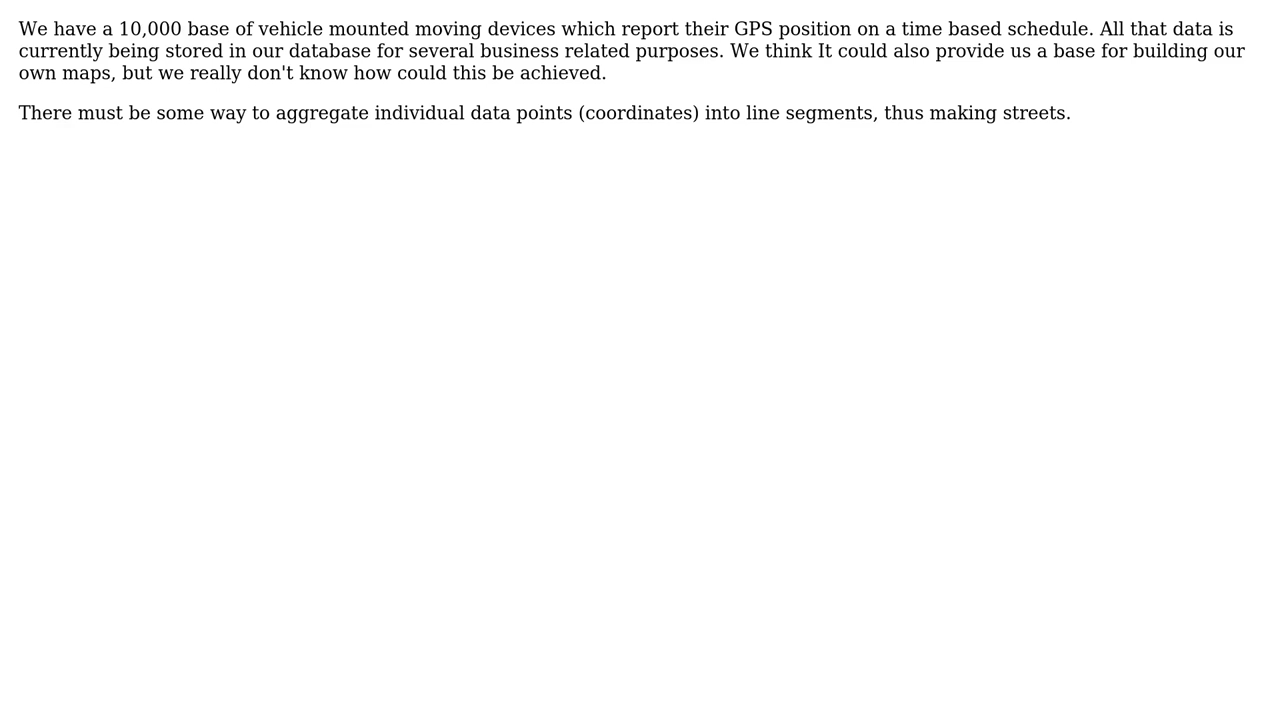 We have a 10,000 base of vehicle mounted moving devices which report their GPS position on a time based schedule. All that data is
currently being stored in our database for several business related purposes. We think It could also provide us a base for building our
own maps, but we really don't know how could this be achieved.
There must be some way to aggregate individual data points (coordinates) into line segments, thus making streets.